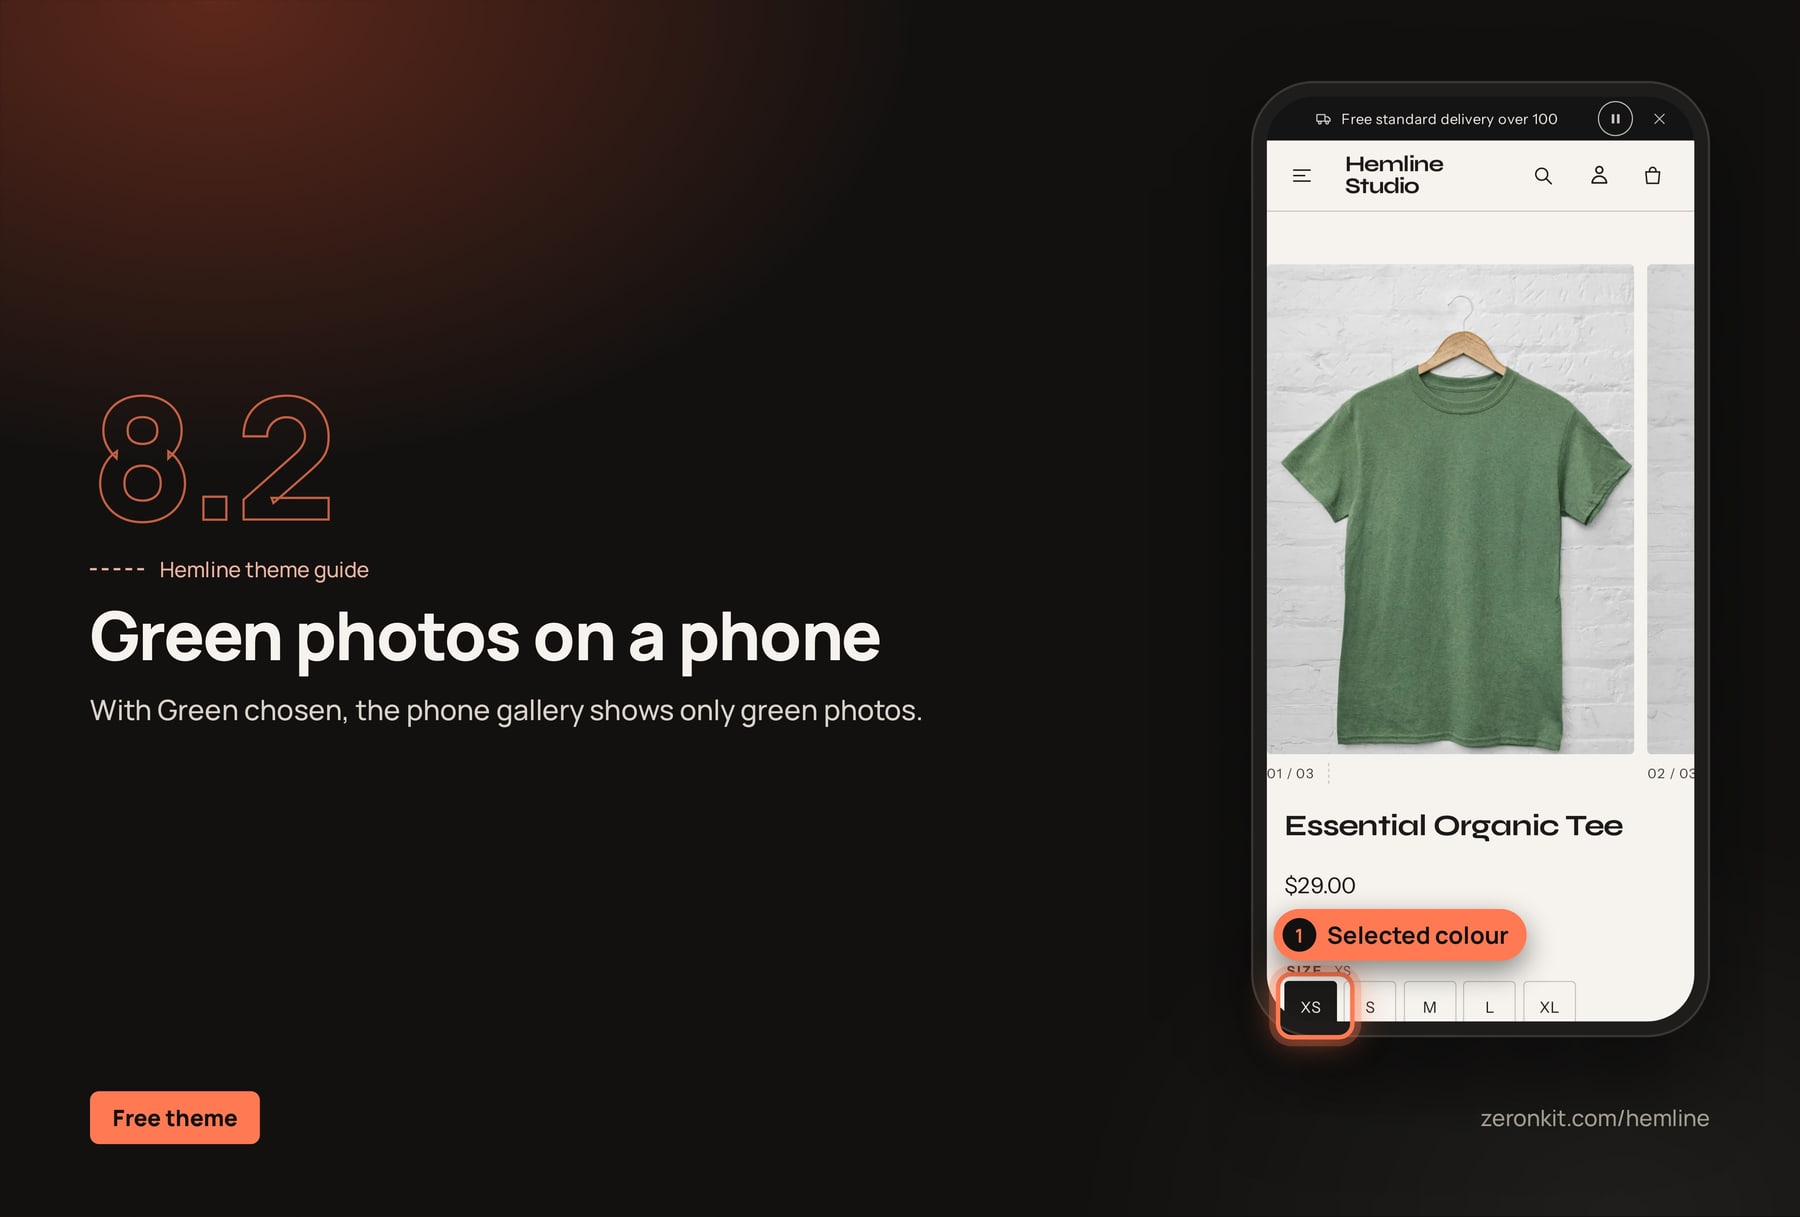 8.2
Hemline theme guide
Green photos on a phone
With Green chosen, the phone gallery shows only green photos.
Free theme
Free standard delivery over 100
Hemline
Studio
01 / 03
02 / 03
Essential Organic Tee
$29.00
1 Selected colour
SIZE XS
XS S M L XL
zeronkit.com/hemline